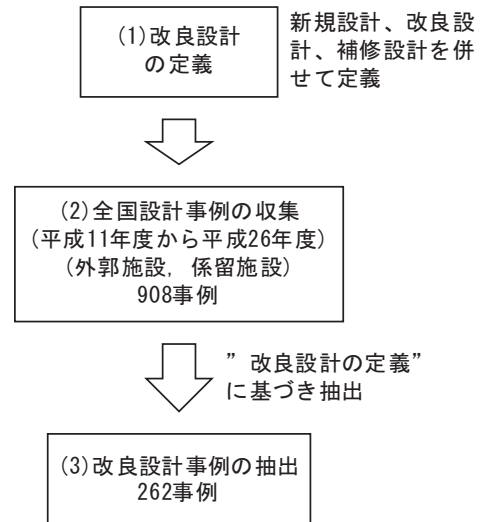 (1)改良設計
の定義
新規設計、改良設
計、補修設計を併
せて定義
(2)全国設計事例の収集
(平成11年度から平成26年度)
(外郭施設, 係留施設)
908事例
”改良設計の定義”
に基づき抽出
(3)改良設計事例の抽出
262事例